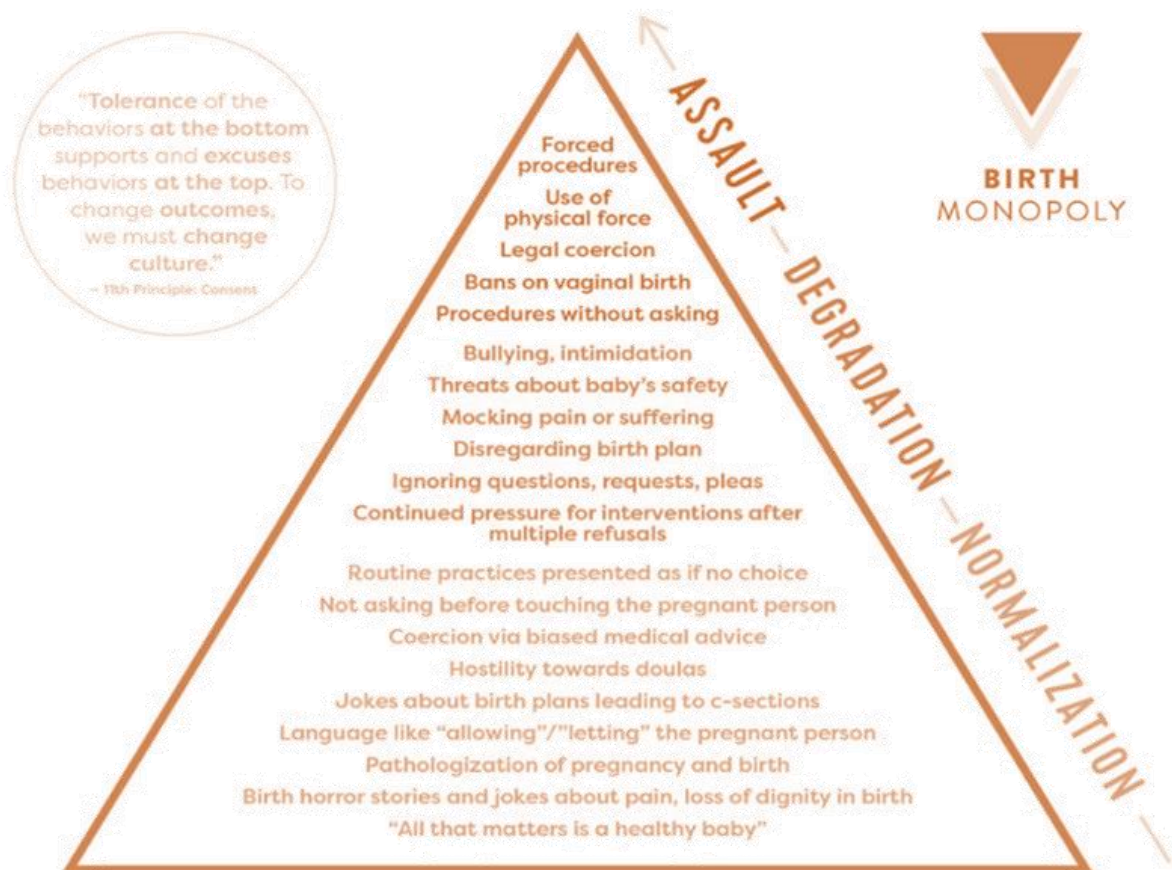 "Tolerance of the
behaviors at the bottom
supports and excuses
behaviors at the top. To
change outcomes,
we must change
culture."
– 11th Principle: Consent
BIRTH
MONOPOLY
ASSAULT — DEGRADATION — NORMALIZATION
Forced
procedures
Use of
physical force
Legal coercion
Bans on vaginal birth
Procedures without asking
Bullying, intimidation
Threats about baby's safety
Mocking pain or suffering
Disregarding birth plan
Ignoring questions, requests, pleas
Continued pressure for interventions after
multiple refusals
Routine practices presented as if no choice
Not asking before touching the pregnant person
Coercion via biased medical advice
Hostility towards doulas
Jokes about birth plans leading to c-sections
Language like "allowing"/"letting" the pregnant person
Pathologization of pregnancy and birth
Birth horror stories and jokes about pain, loss of dignity in birth
"All that matters is a healthy baby"